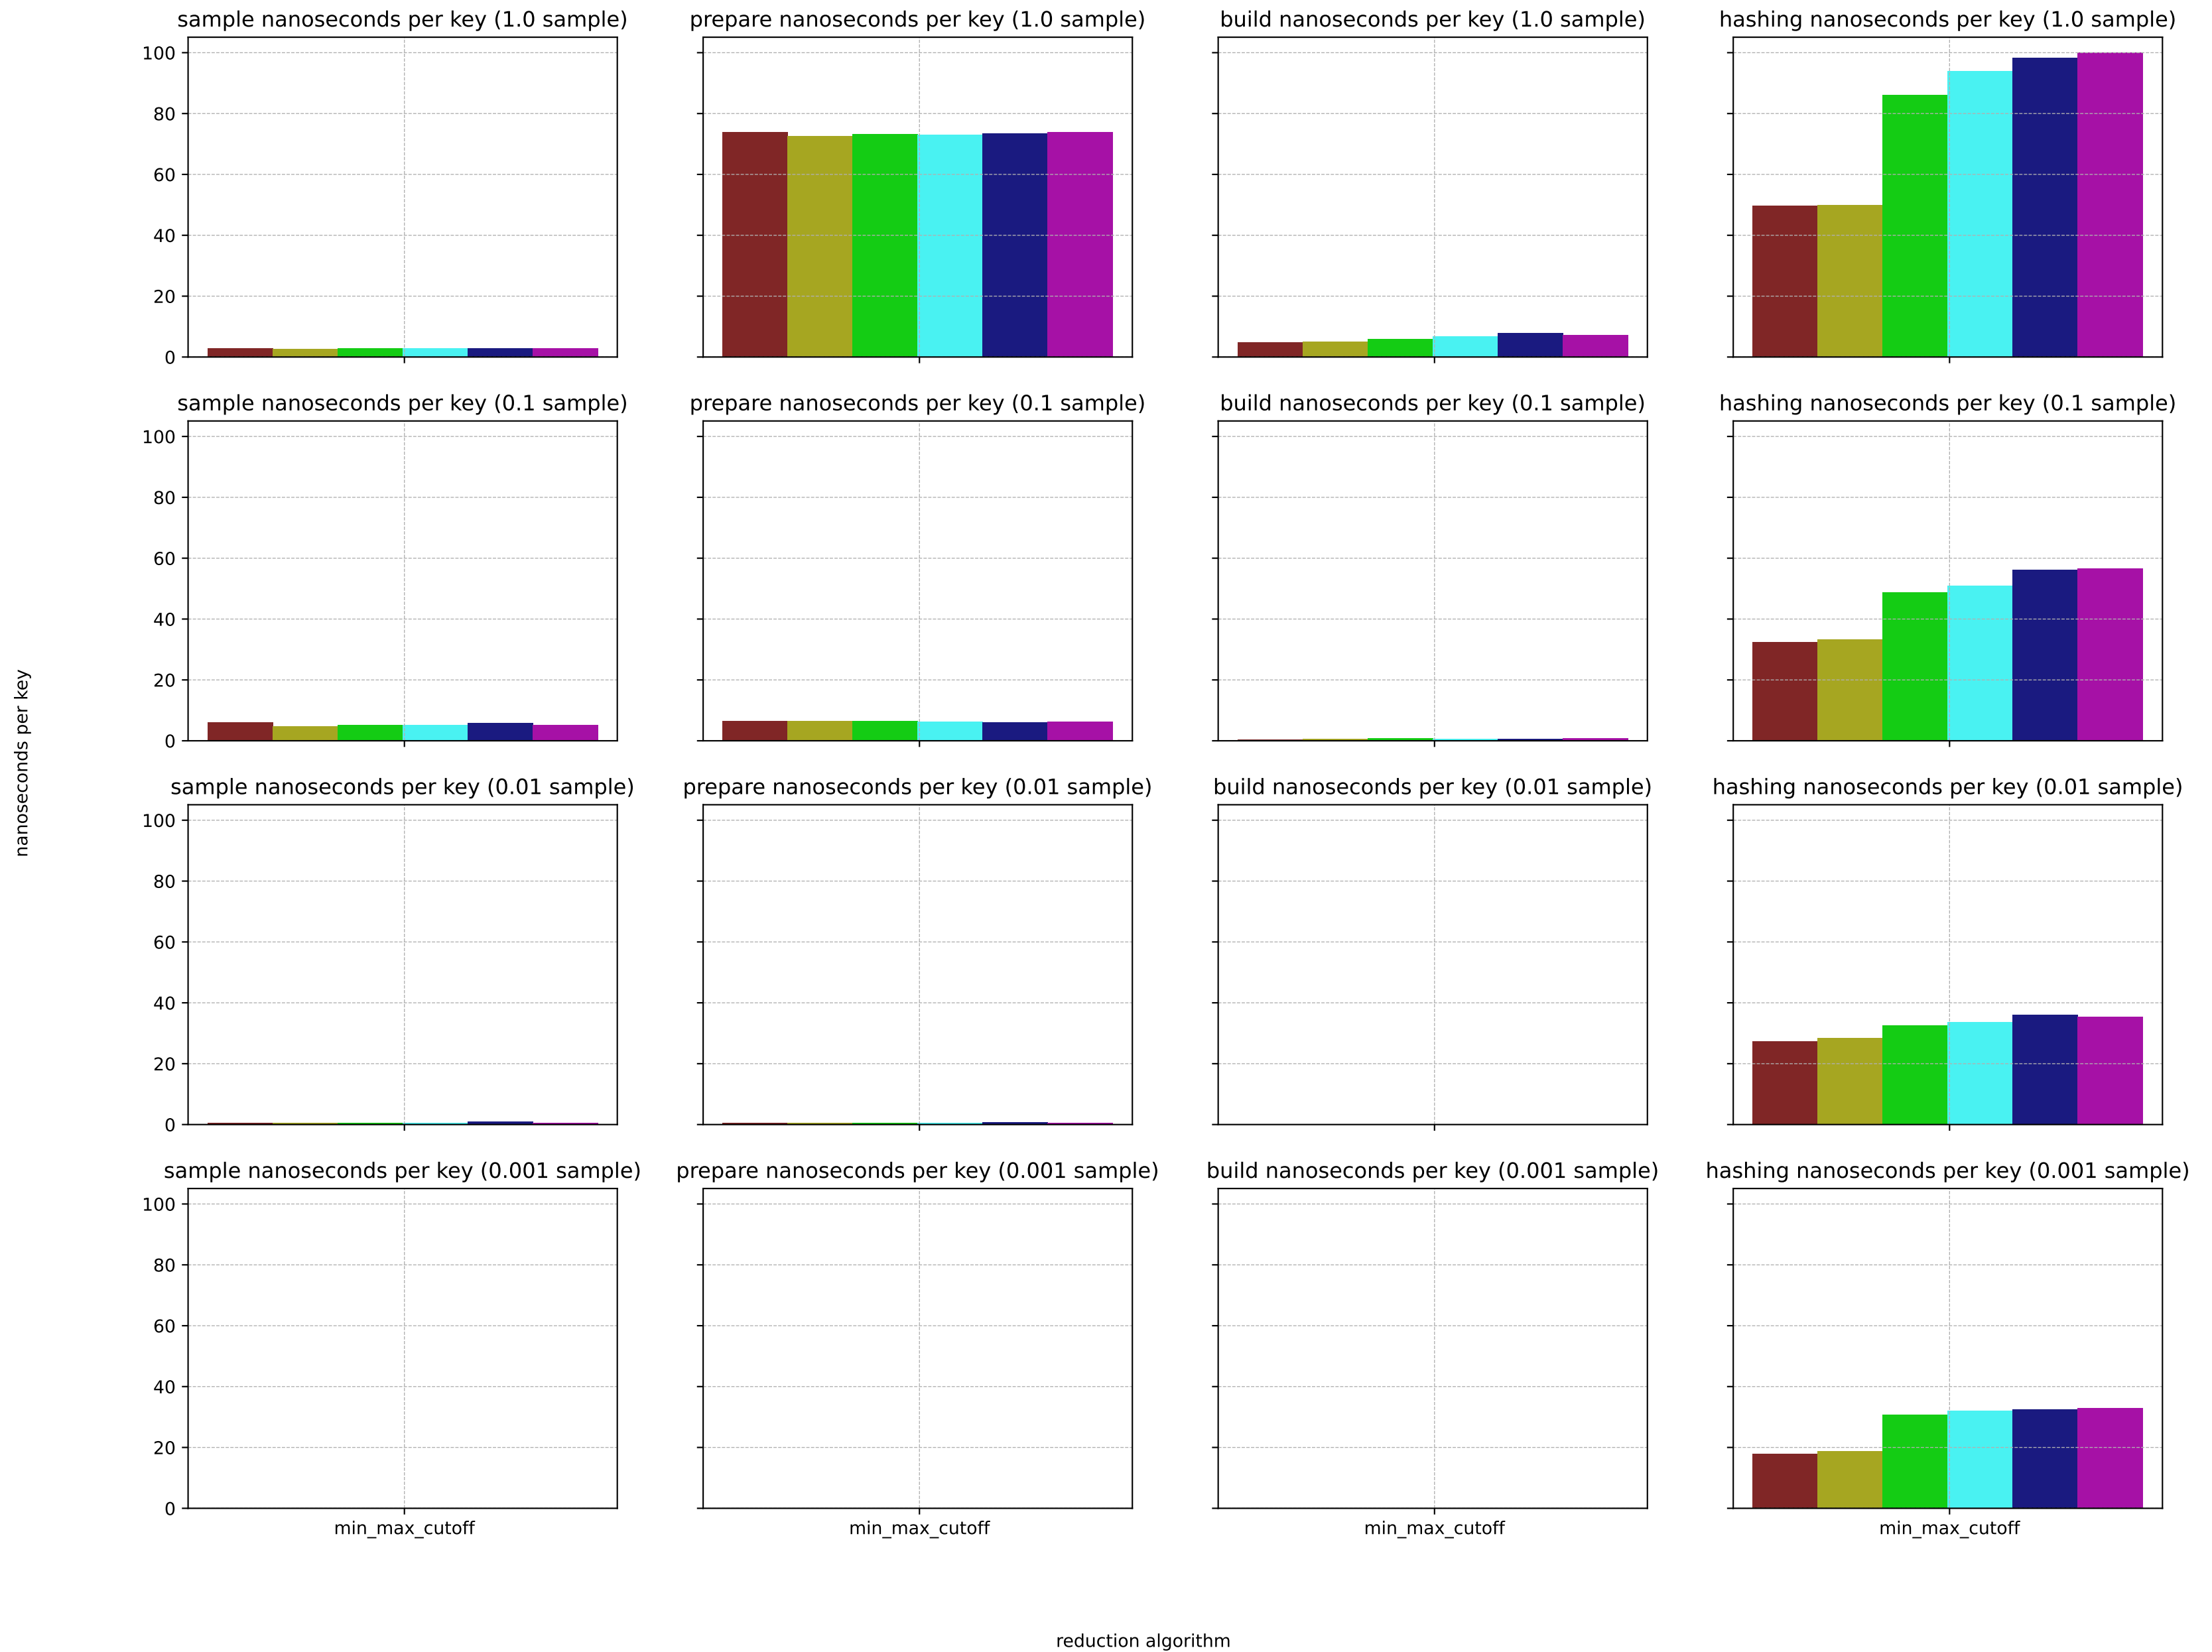 sample nanoseconds per key (1.0 sample)
prepare nanoseconds per key (1.0 sample)
build nanoseconds per key (1.0 sample)
hashing nanoseconds per key (1.0 sample)
100
80
60
40
20
0
sample nanoseconds per key (0.1 sample)
prepare nanoseconds per key (0.1 sample)
build nanoseconds per key (0.1 sample)
hashing nanoseconds per key (0.1 sample)
100
80
60
40
20
0
nanoseconds per key
sample nanoseconds per key (0.01 sample)
prepare nanoseconds per key (0.01 sample)
build nanoseconds per key (0.01 sample)
hashing nanoseconds per key (0.01 sample)
100
80
60
40
20
0
sample nanoseconds per key (0.001 sample)
prepare nanoseconds per key (0.001 sample)
build nanoseconds per key (0.001 sample)
hashing nanoseconds per key (0.001 sample)
100
80
60
40
20
0
min_max_cutoff
min_max_cutoff
min_max_cutoff
min_max_cutoff
reduction algorithm